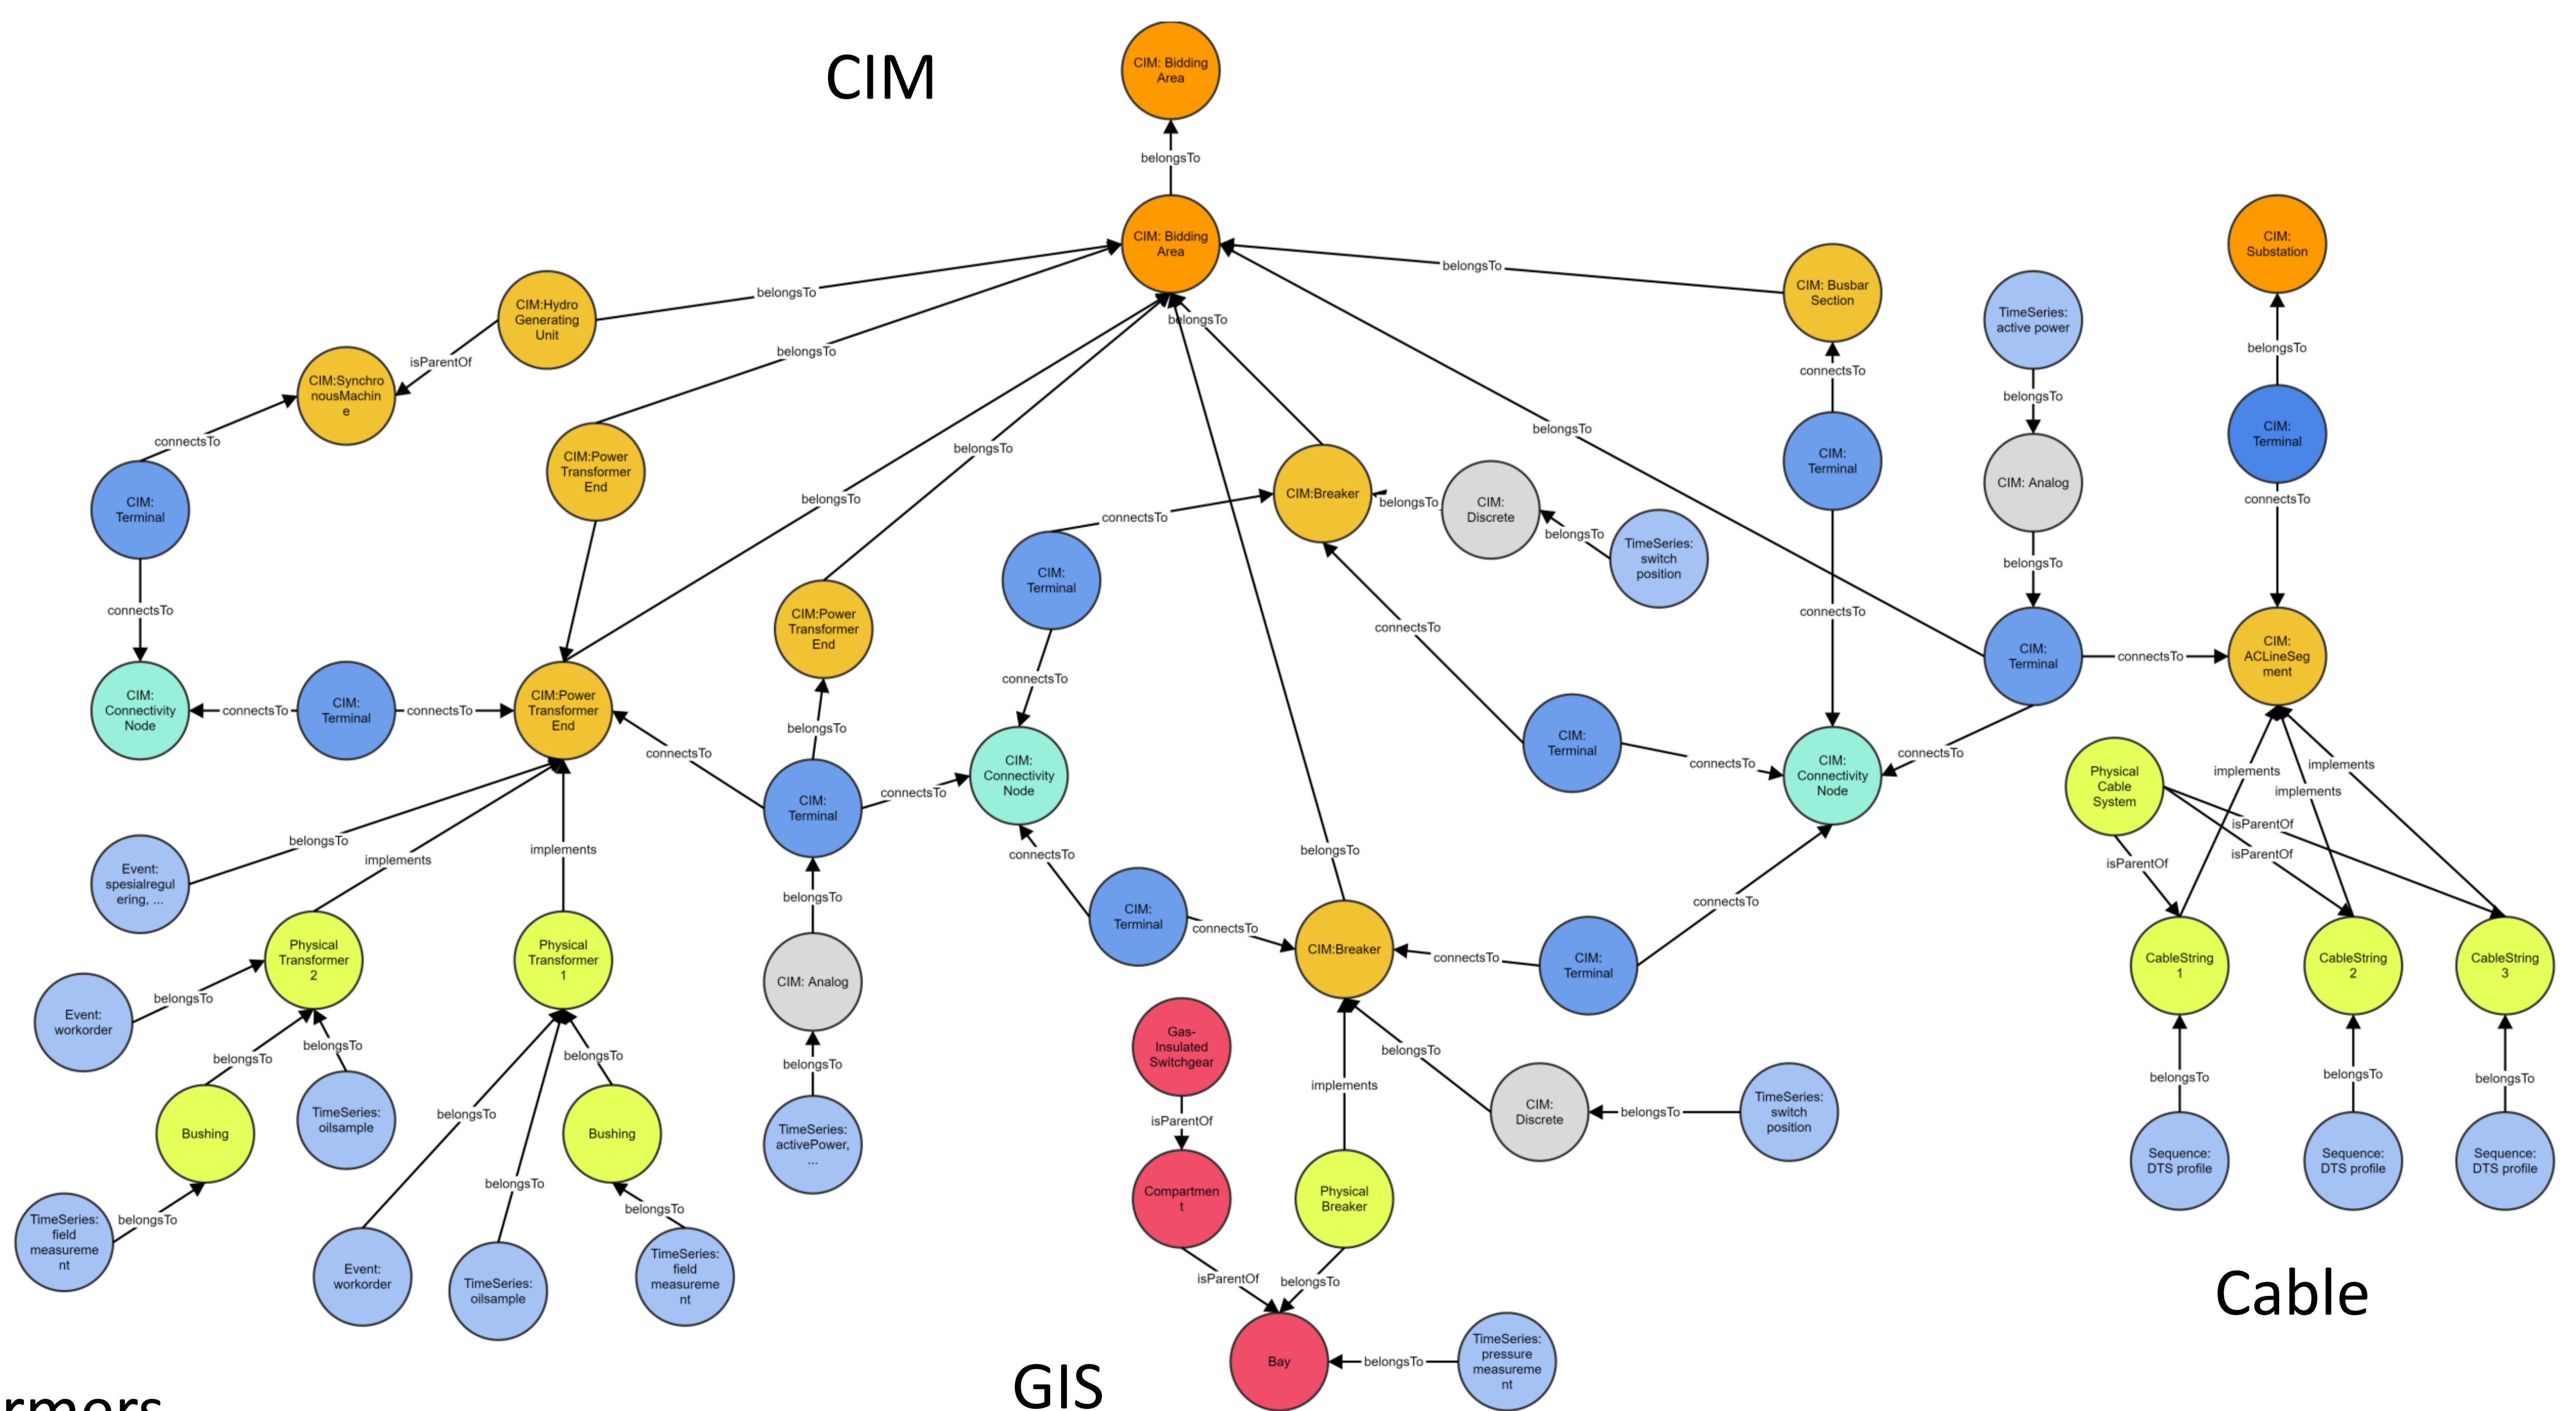 CIM
CIM: Bidding
Area
belongsTo
CIM: Bidding
Area
CIM:
Substation
belongsTo
CIM: Busbar
Section
CIM:Hydro
Generating
Unit
belongsTo
TimeSeries:
active power
belongsTo
belongsTo
belongsTo
isParentOf
connectsTo
CIM:Synchro
nousMachin
e
belongsTo
belongsTo
CIM:
Terminal
connectsTo
belongsTo
belongsTo
CIM:Power
Transformer
End
CIM:
Terminal
CIM: Analog
belongsTo
CIM:Breaker
belongsTo
CIM:
Discrete
connectsTo
CIM:
Terminal
connectsTo
belongsTo
TimeSeries:
switch
position
belongsTo
CIM:
Terminal
connectsTo
CIM:Power
Transformer
End
connectsTo
connectsTo
CIM:
Terminal
connectsTo
CIM:
ACLineSeg
ment
connectsTo
CIM:
Connectivity
Node
connectsTo
CIM:
Terminal
connectsTo
CIM:Power
Transformer
End
belongsTo
connectsTo
CIM:
Terminal
connectsTo
connectsTo
CIM:
Connectivity
Node
CIM:
Connectivity
Node
connectsTo
CIM:
Terminal
Physical
Cable
System
implements
implements
implements
isParentOf
isParentOf
isParentOf
belongsTo
implements
implements
connectsTo
belongsTo
Event:
spesialregul
ering, ...
belongsTo
connectsTo
CIM:
Terminal
connectsTo
CIM:Breaker
connectsTo
CIM:
Terminal
Physical
Transformer
2
Physical
Transformer
1
CableString
1
CableString
2
CableString
3
CIM: Analog
belongsTo
Event:
workorder
Gas-
Insulated
Switchgear
belongsTo
belongsTo
belongsTo
belongsTo
belongsTo
implements
belongsTo
belongsTo
belongsTo
Bushing
TimeSeries:
oilsample
belongsTo
Bushing
TimeSeries:
activePower,
...
isParentOf
CIM:
Discrete
belongsTo
TimeSeries:
switch
position
Sequence:
DTS profile
Sequence:
DTS profile
Sequence:
DTS profile
belongsTo
Compartmen
t
Physical
Breaker
belongsTo
belongsTo
TimeSeries:
field
measureme
nt
Event:
workorder
TimeSeries:
oilsample
TimeSeries:
field
measureme
nt
isParentOf
belongsTo
Cable
Bay
belongsTo
TimeSeries:
pressure
measureme
nt
GIS
rmers